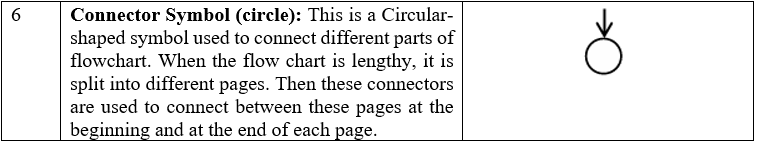 6
Connector Symbol (circle): This is a Circular-
shaped symbol used to connect different parts of
flowchart. When the flow chart is lengthy, it is
split into different pages. Then these connectors
are used to connect between these pages at the
beginning and at the end of each page.